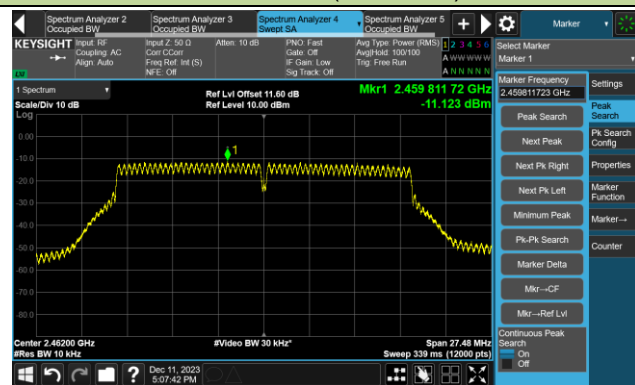 Spectrum Analyzer 2
Occupied BW
Spectrum Analyzer 3
Occupied BW
Spectrum Analyzer 4
Swept SA
Spectrum Analyzer 5
Occupied BW
Marker
KEYSIGHT
Input: RF
Coupling: AC
Align: Auto
Input Z: 50 Ω
Corr CCorr
Freq Ref: Int (S)
NFE: Off
Atten: 10 dB
PNO: Fast
Gate: Off
IF Gain: Low
Sig Track: Off
Avg Type: Power (RMS)
Avg|Hold: 100/100
Trig: Free Run
1 2 3 4 5 6
A W W W W W
A N N N N N
Select Marker
Marker 1
1 Spectrum
Scale/Div 10 dB
Log
Ref Lvl Offset 11.60 dB
Ref Level 10.00 dBm
Mkr1 2.459 811 72 GHz
-11.123 dBm
1
0.00
-10.0
-20.0
-30.0
-40.0
-50.0
-60.0
-70.0
-80.0
Center 2.46200 GHz
#Res BW 10 kHz
#Video BW 30 kHz*
Span 27.48 MHz
Sweep 339 ms (12000 pts)
Marker Frequency
2.459811723 GHz
Peak Search
Next Peak
Next Pk Right
Next Pk Left
Minimum Peak
Pk-Pk Search
Marker Delta
Mkr→CF
Mkr→Ref Lvl
Continuous Peak
Search
On
Off
Settings
Peak
Search
Pk Search
Config
Properties
Marker
Function
Marker→
Counter
Dec 11, 2023
5:07:42 PM